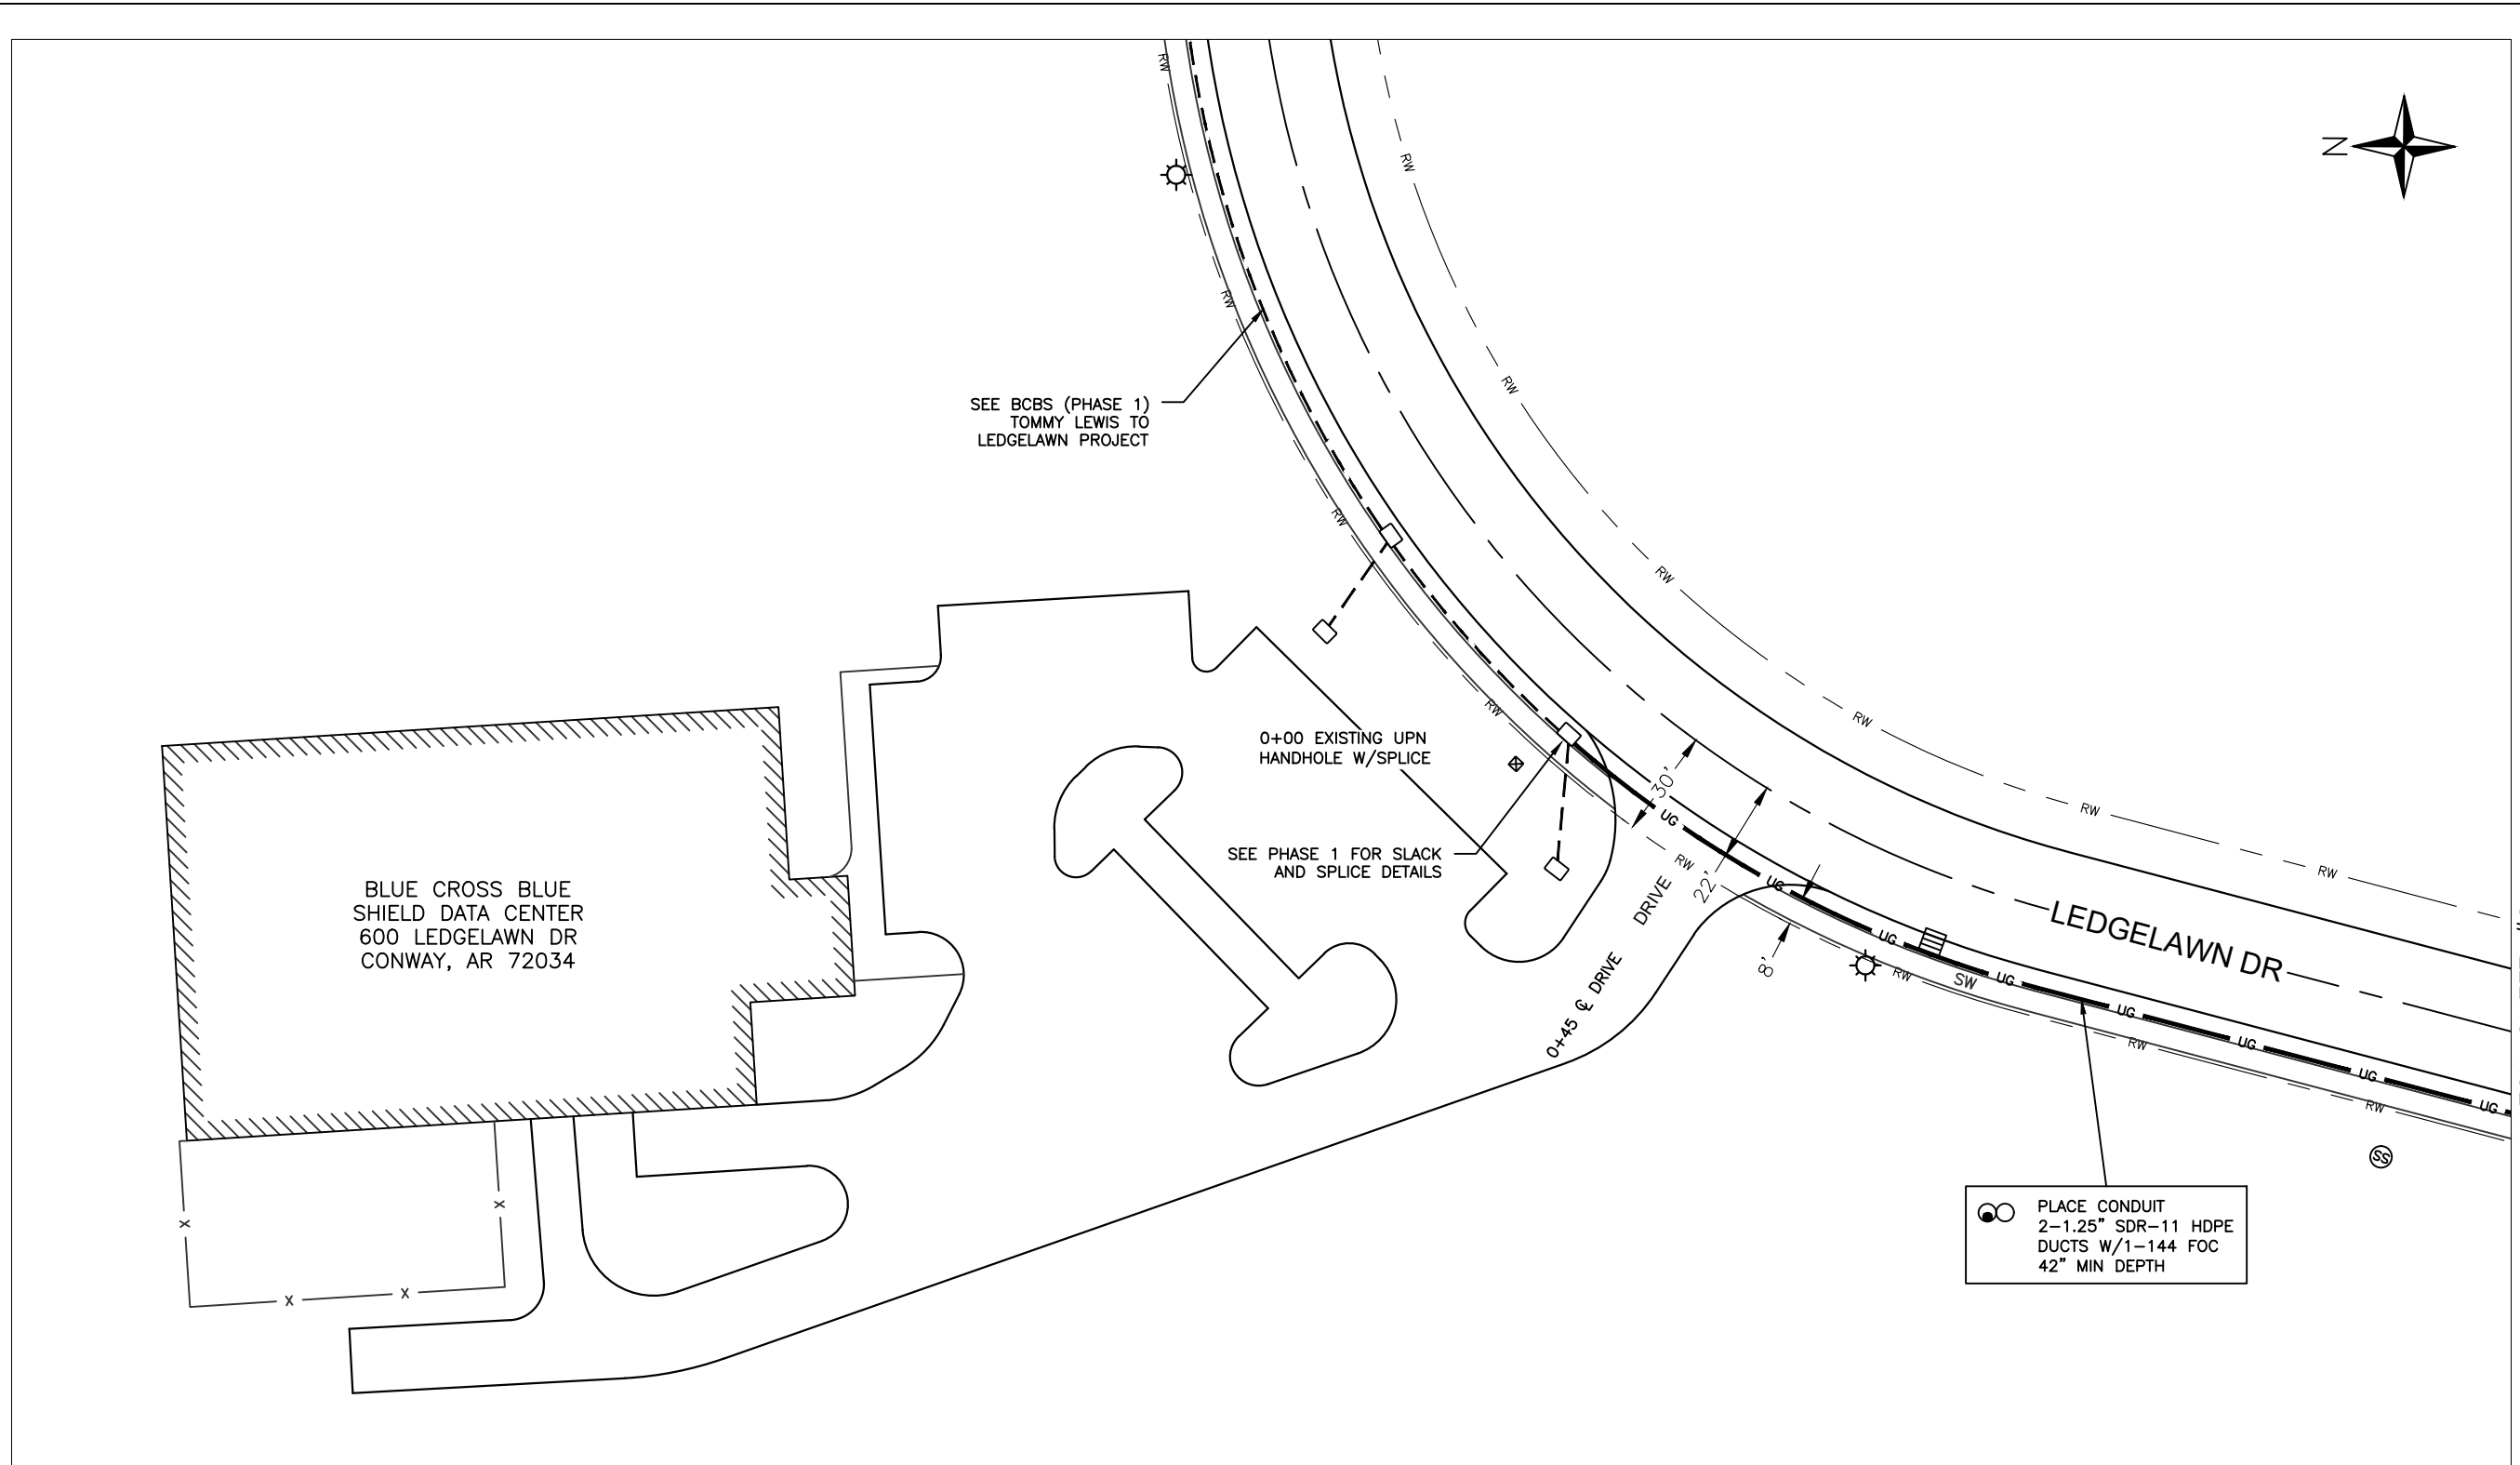 RW
RW
N
RW
SEE BCBS (PHASE 1)
TOMMY LEWIS TO
LEDGELAWN PROJECT
RW
RW
RW
RW
RW
RW
0+00 EXISTING UPN
HANDHOLE W/SPLICE
30'
UG
RW
SEE PHASE 1 FOR SLACK
AND SPLICE DETAILS
RW
RW
22'
UG
DRIVE
BLUE CROSS BLUE
SHIELD DATA CENTER
600 LEDGELAWN DR
CONWAY, AR 72034
LEDGELAWN DR
UG
8'
RW
SW
UG
0+45 ℄ DRIVE
UG
RW
UG
UG
UG
RW
SS
X
X
X
X
PLACE CONDUIT
2-1.25" SDR-11 HDPE
DUCTS W/1-144 FOC
42" MIN DEPTH